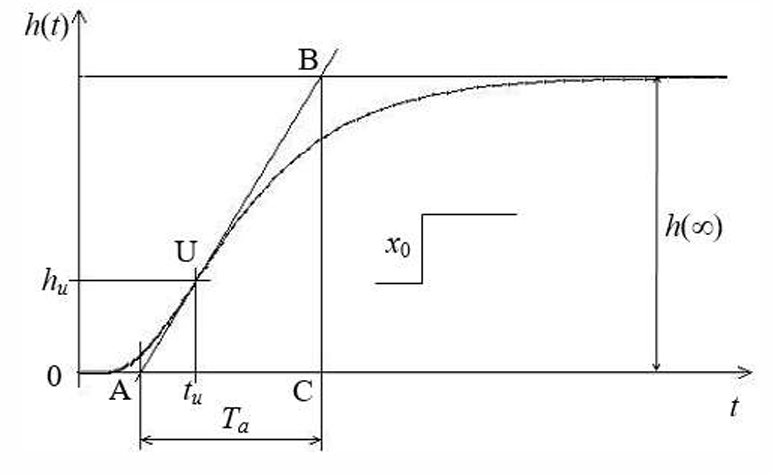 h(t)
B
U
x₀
h(∞)
hᵤ
0
A
tᵤ
C
t
Tₐ